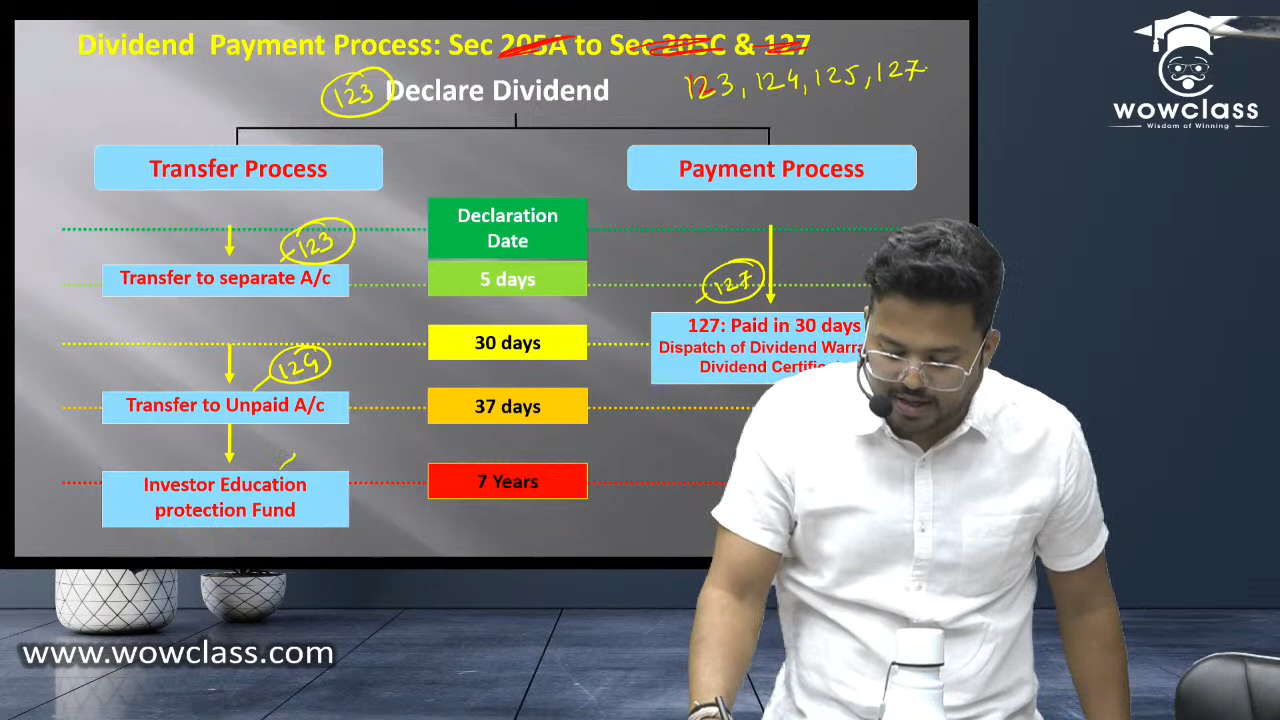 Dividend Payment Process: Sec 205A to Sec 205C & 127
123, 124, 125, 127
123 Declare Dividend
Transfer Process
Payment Process
Declaration
Date
123
Transfer to separate A/c
5 days
127
127: Paid in 30 days
Dispatch of Dividend
Dividend
30 days
124
Transfer to Unpaid A/c
37 days
Investor Education
protection Fund
7 Years
wowclass
Wisdom of Winning
www.wowclass.com